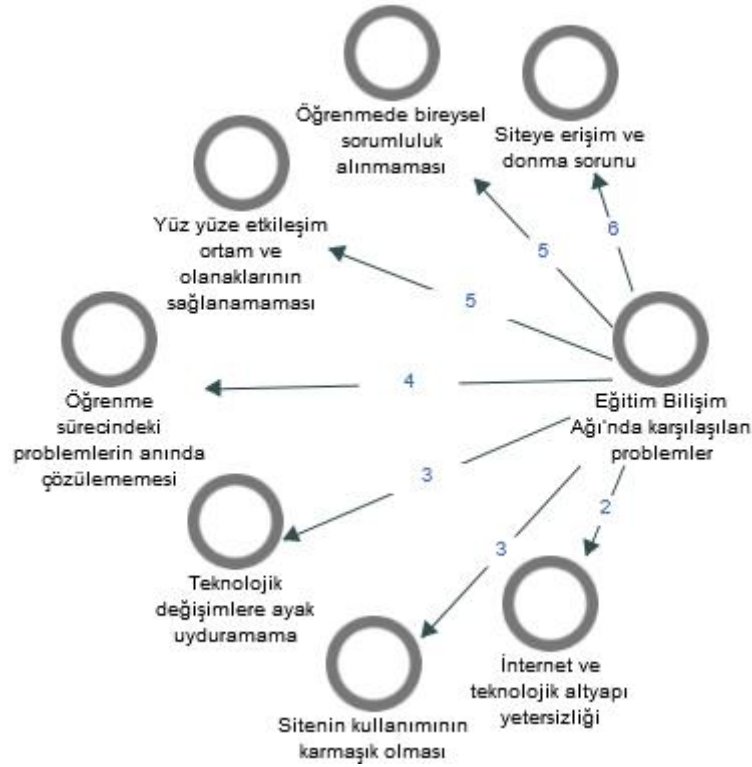 Öğrenmede bireysel
sorumluluk
alınmaması
Siteye erişim ve
donma sorunu
Yüz yüze etkileşim
ortam ve
olanaklarının
sağlanamaması
6
5
5
Öğrenme
sürecindeki
problemlerin anında
çözülememesi
4
Eğitim Bilişim
Ağı'nda karşılaşılan
problemler
3
2
3
Teknolojik
değişimlere ayak
uyduramama
İnternet ve
teknolojik altyapı
yetersizliği
Sitenin kullanımının
karmaşık olması